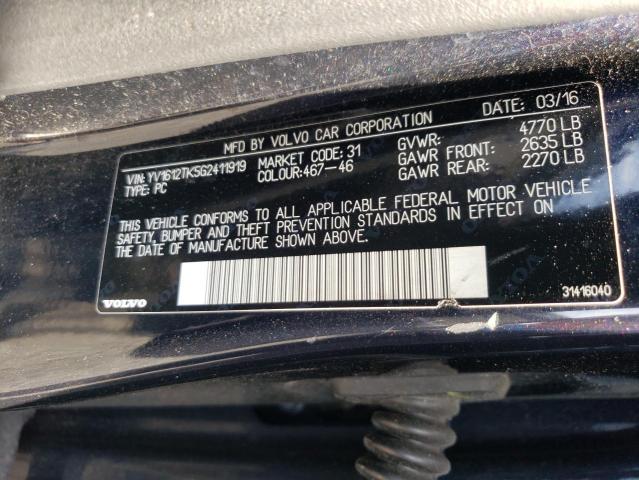 DATE: 03/16
MFD BY VOLVO CAR CORPORATION
VIN: YV1612TK5G2411919 MARKET CODE: 31 GVWR: 4770 LB
TYPE: PC COLOUR:467-46 GAWR FRONT: 2635 LB
GAWR REAR: 2270 LB
THIS VEHICLE CONFORMS TO ALL APPLICABLE FEDERAL MOTOR VEHICLE
SAFETY, BUMPER AND THEFT PREVENTION STANDARDS IN EFFECT ON
THE DATE OF MANUFACTURE SHOWN ABOVE.
VOLVO 31416040